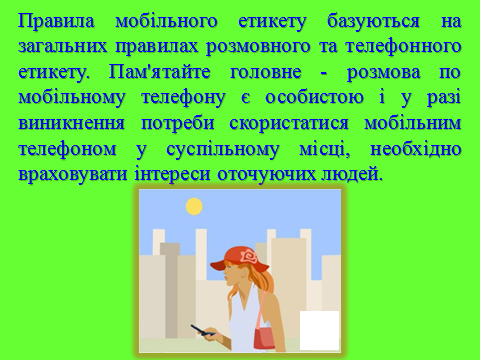 Правила мобільного етикету базуються на
загальних правилах розмовного та телефонного
етикету. Пам'ятайте головне - розмова по
мобільному телефону є особистою і у разі
виникнення потреби скористатися мобільним
телефоном у суспільному місці, необхідно
враховувати інтереси оточуючих людей.